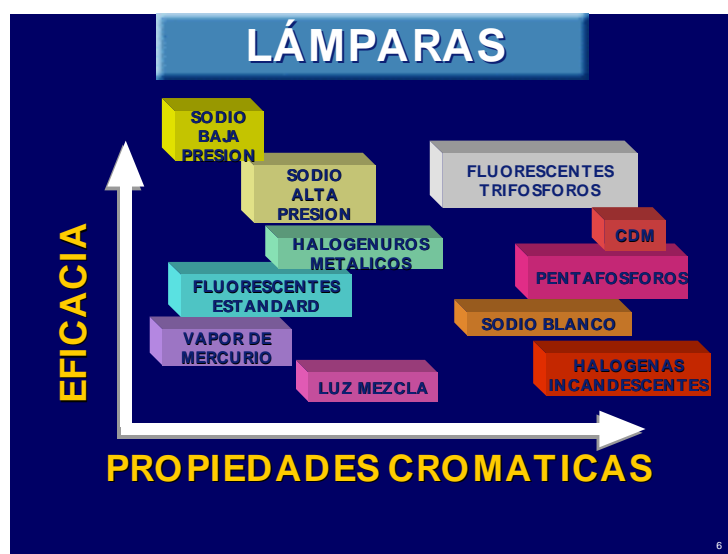 LÁMPARAS
SODIO
BAJA
PRESION
SODIO
ALTA
PRESION
FLUORESCENTES
TRIFOSFOROS
HALOGENUROS
METALICOS
CDM
FLUORESCENTES
ESTANDARD
PENTAFOSFOROS
VAPOR DE
MERCURIO
SODIO BLANCO
LUZ MEZCLA
HALOGENAS
INCANDESCENTES
EFICACIA
PROPIEDADES CROMATICAS
6